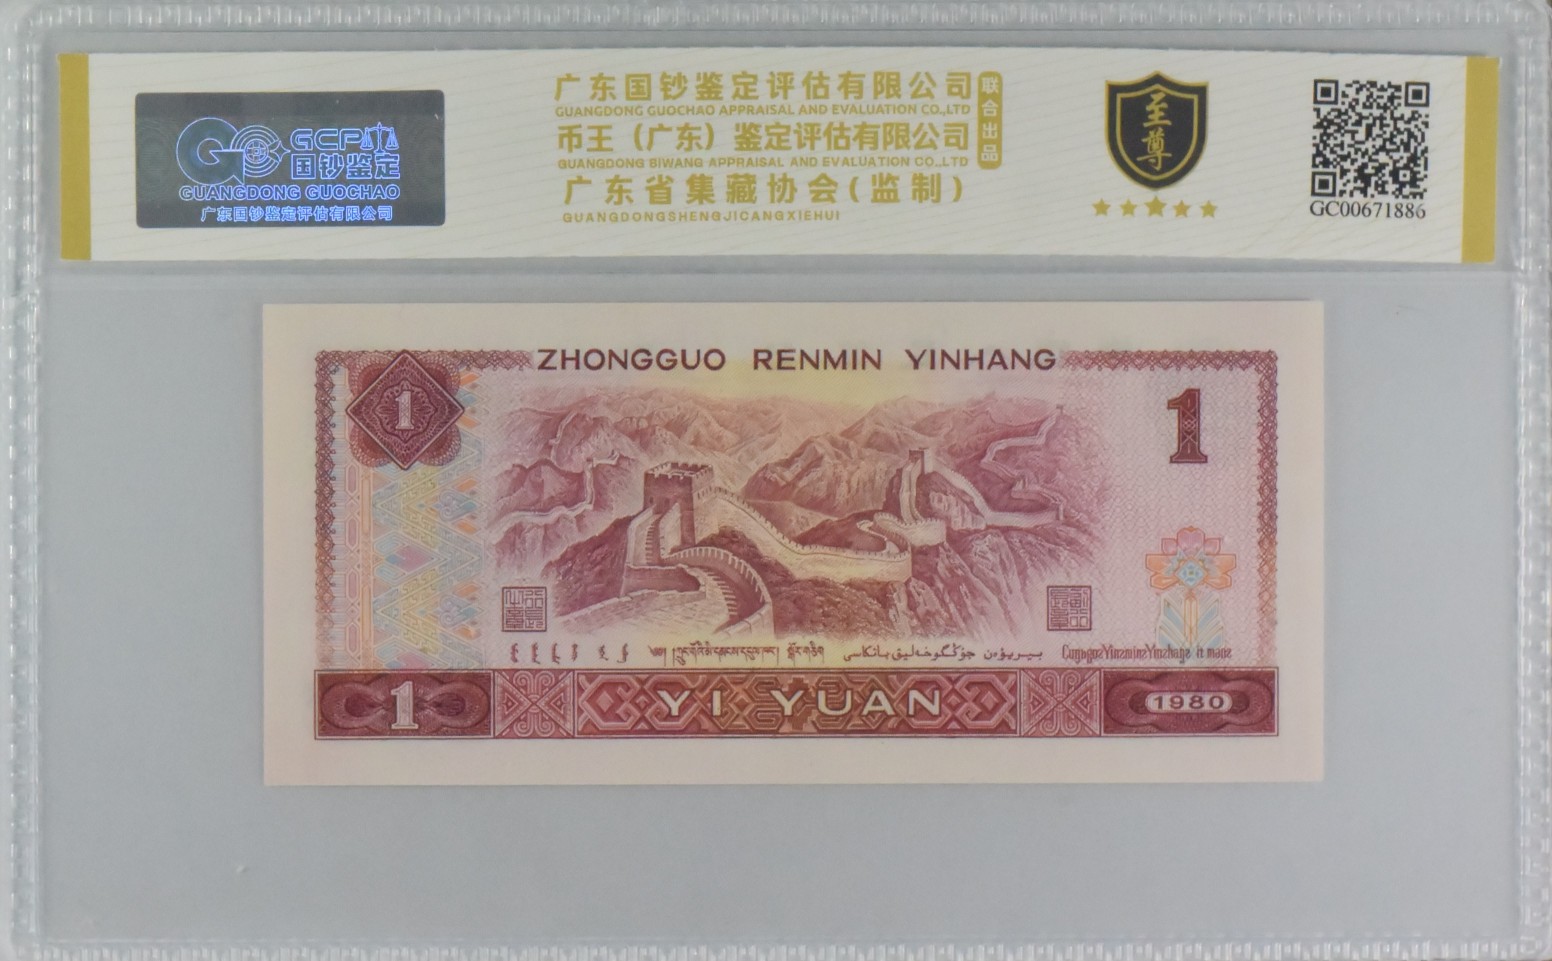 GCP
国钞鉴定
GUANGDONG GUOCHAO
广东国钞鉴定评估有限公司
广东国钞鉴定评估有限公司
GUANGDONG GUOCHAO APPRAISAL AND EVALUATION CO.,LTD
币王（广东）鉴定评估有限公司
GUANGDONG BIWANG APPRAISAL AND EVALUATION CO.,LTD
联合出品
广东省集藏协会(监制)
GUANGDONGSHENGJICANGXIEHUI
至尊
GC00671886
ZHONGGUO RENMIN YINHANG
1
1
1
YI YUAN
1980